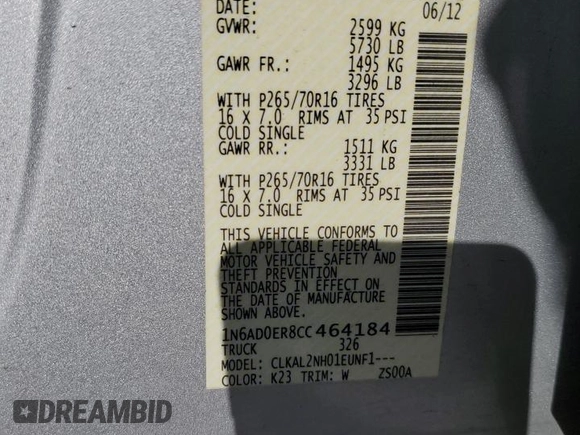 DATE: 06/12
GVWR: 2599 KG
5730 LB
GAWR FR.: 1495 KG
3296 LB
WITH P265/70R16 TIRES
16 X 7.0 RIMS AT 35 PSI
COLD SINGLE
GAWR RR.: 1511 KG
3331 LB
WITH P265/70R16 TIRES
16 X 7.0 RIMS AT 35 PSI
COLD SINGLE
THIS VEHICLE CONFORMS TO
ALL APPLICABLE FEDERAL
MOTOR VEHICLE SAFETY AND
THEFT PREVENTION
STANDARDS IN EFFECT ON
THE DATE OF MANUFACTURE
SHOWN ABOVE.
1N6AD0ER8CC464184
TRUCK 326
MODEL: CLKAL2NH01EUNF1---
COLOR: K23 TRIM: W ZS00A
DREAMBID